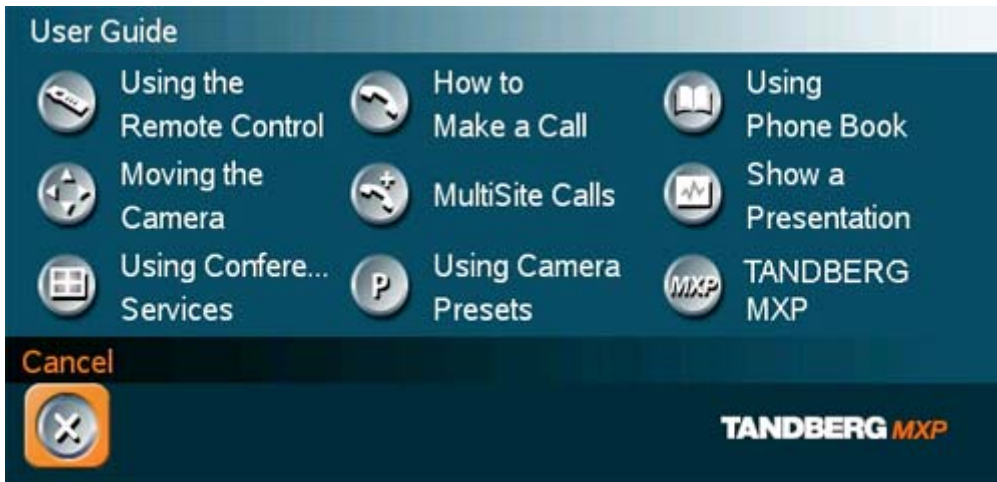 User Guide
Using the
Remote Control
How to
Make a Call
Using
Phone Book
Moving the
Camera
MultiSite Calls
Show a
Presentation
Using Confere...
Services
P
Using Camera
Presets
MXP
TANDBERG
MXP
Cancel
TANDBERG MXP